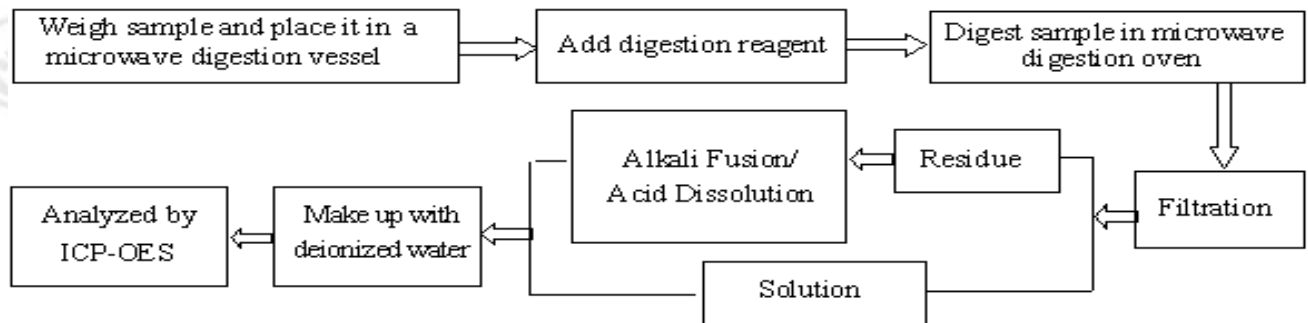 Weigh sample and place it in a
microwave digestion vessel
Add digestion reagent
Digest sample in microwave
digestion oven
Filtration
Residue
Alkali Fusion/
Acid Dissolution
Solution
Make up with
deionized water
Analyzed by
ICP-OES